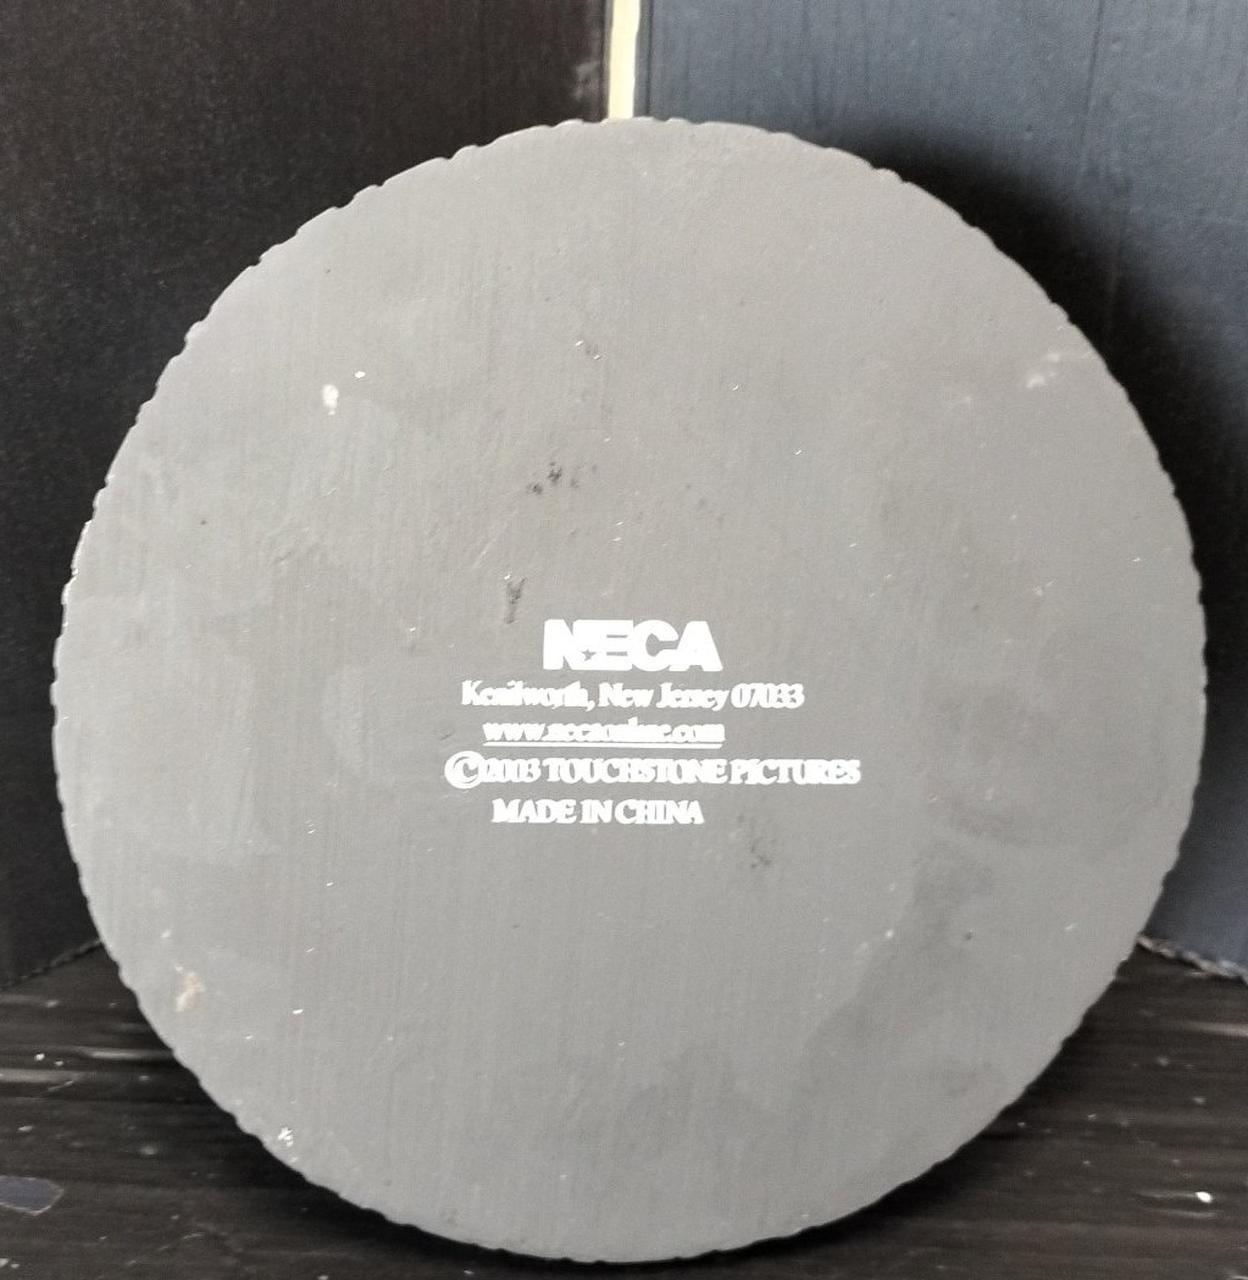 NECA
Kenilworth, New Jersey 07033
www.necaonline.com
©2003 TOUCHSTONE PICTURES
MADE IN CHINA